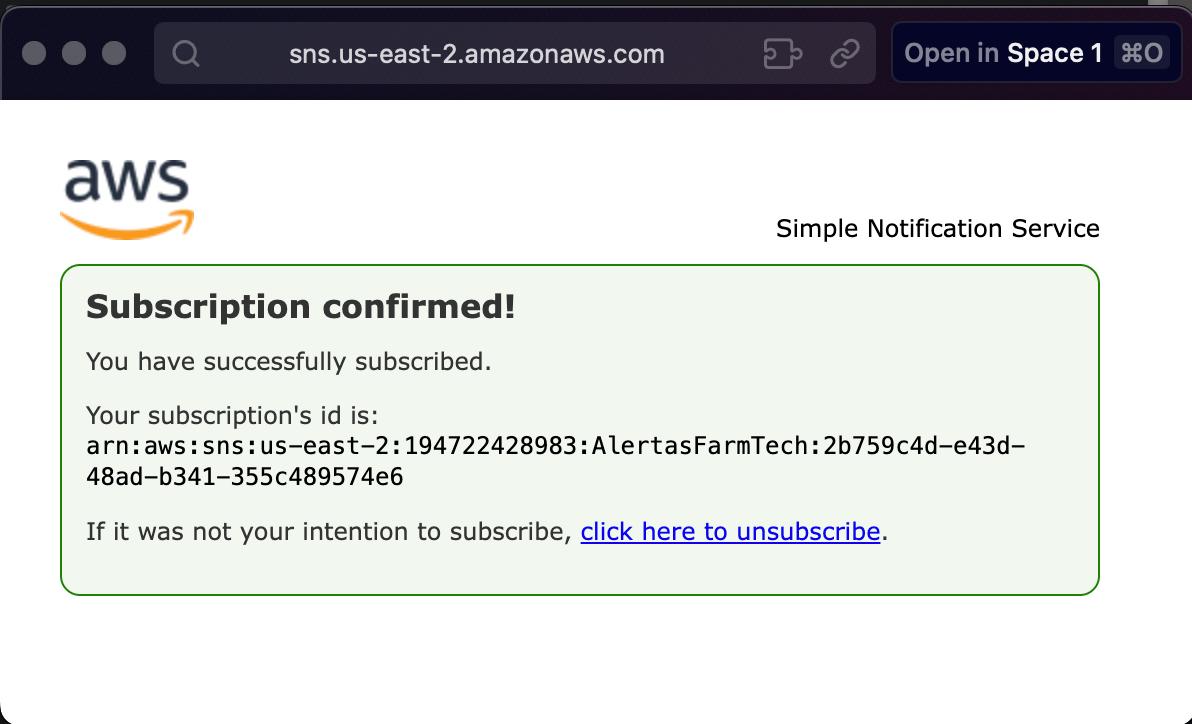 sns.us-east-2.amazonaws.com
Open in Space 1 ⌘O
aws
Simple Notification Service
Subscription confirmed!
You have successfully subscribed.
Your subscription's id is:
arn:aws:sns:us-east-2:194722428983:AlertasFarmTech:2b759c4d-e43d-
48ad-b341-355c489574e6
If it was not your intention to subscribe, click here to unsubscribe.